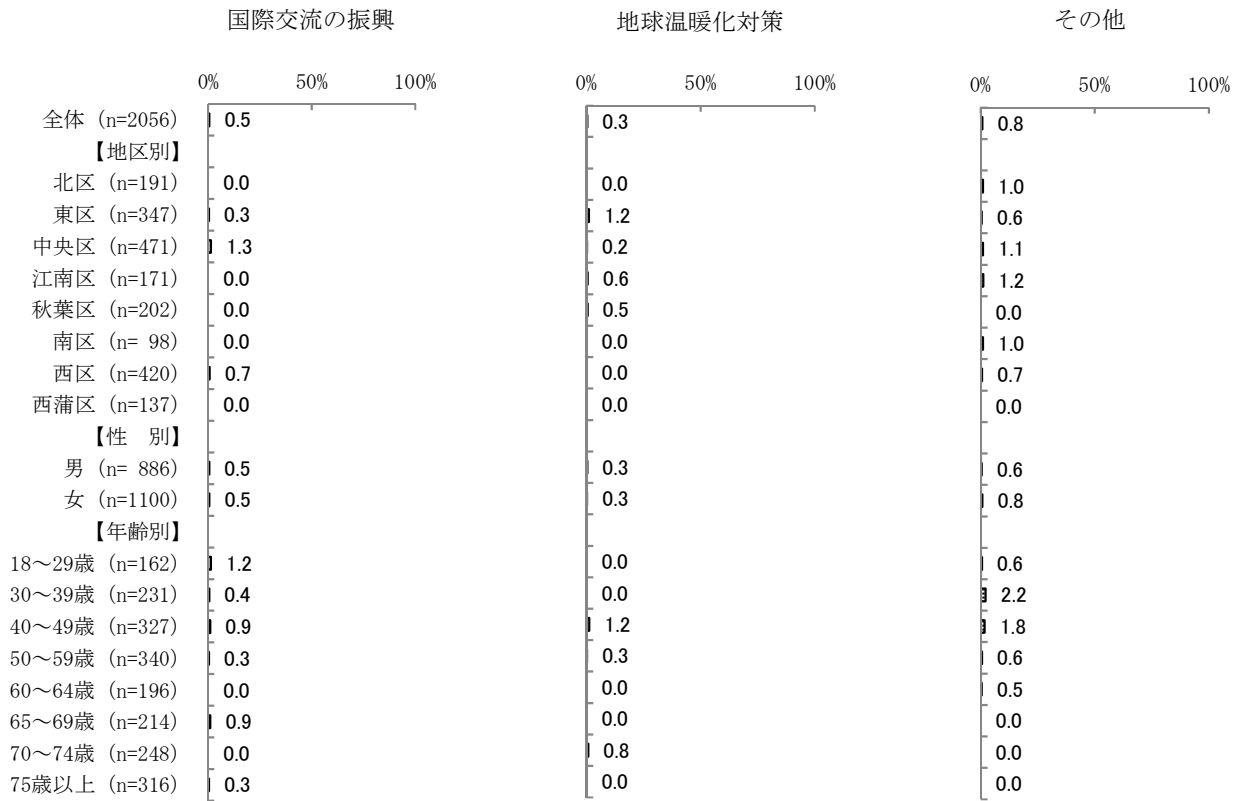 国際交流の振興 地球温暖化対策 その他
0% 50% 100% 0% 50% 100% 0% 50% 100%
全体 (n=2056) 0.5 0.3 0.8
【地区別】
北区 (n=191) 0.0 0.0 1.0
東区 (n=347) 0.3 1.2 0.6
中央区 (n=471) 1.3 0.2 1.1
江南区 (n=171) 0.0 0.6 1.2
秋葉区 (n=202) 0.0 0.5 0.0
南区 (n= 98) 0.0 0.0 1.0
西区 (n=420) 0.7 0.0 0.7
西蒲区 (n=137) 0.0 0.0 0.0
【性　別】
男 (n= 886) 0.5 0.3 0.6
女 (n=1100) 0.5 0.3 0.8
【年齢別】
18～29歳 (n=162) 1.2 0.0 0.6
30～39歳 (n=231) 0.4 0.0 2.2
40～49歳 (n=327) 0.9 1.2 1.8
50～59歳 (n=340) 0.3 0.3 0.6
60～64歳 (n=196) 0.0 0.0 0.5
65～69歳 (n=214) 0.9 0.0 0.0
70～74歳 (n=248) 0.0 0.8 0.0
75歳以上 (n=316) 0.3 0.0 0.0